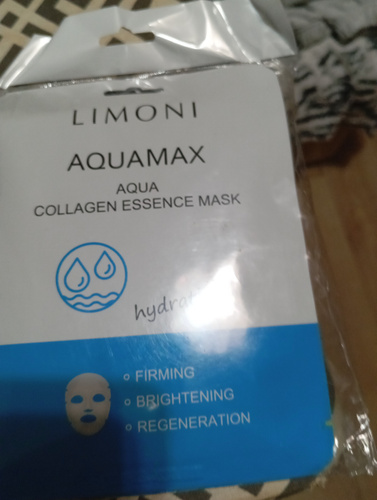 LIMONI
AQUAMAX
AQUA
COLLAGEN ESSENCE MASK
FIRMING
BRIGHTENING
REGENERATION